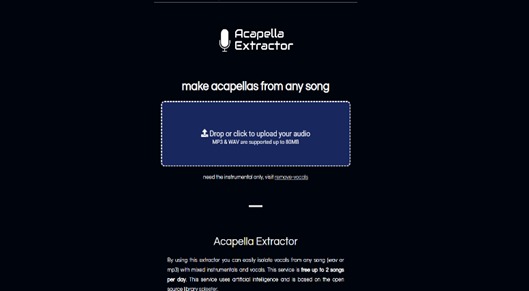 Acapella
Extractor
make acapellas from any song
Drop or click to upload your audio
MP3 & WAV are supported up to 80MB
need the instrumental only, visit remove-vocals
Acapella Extractor
By using this extractor you can easily isolate vocals from any song (wav or
mp3) with mixed instrumentals and vocals. This service is free up to 2 songs
per day. This service uses artificial intelligence and is based on the open
source library spleeter.